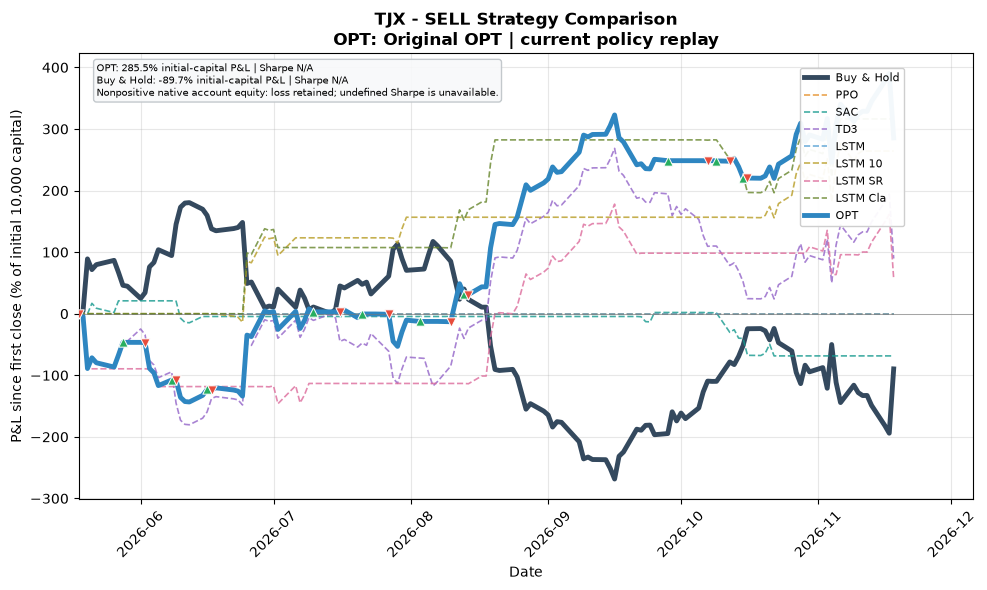 TJX - SELL Strategy Comparison
OPT: Original OPT | current policy replay
OPT: 285.5% initial-capital P&L | Sharpe N/A
Buy & Hold: -89.7% initial-capital P&L | Sharpe N/A
Nonpositive native account equity: loss retained; undefined Sharpe is unavailable.
Buy & Hold
PPO
SAC
TD3
LSTM
LSTM 10
LSTM SR
LSTM Cla
OPT
P&L since first close (% of initial 10,000 capital)
400
300
200
100
0
−100
−200
−300
2026-06
2026-07
2026-08
2026-09
2026-10
2026-11
2026-12
Date